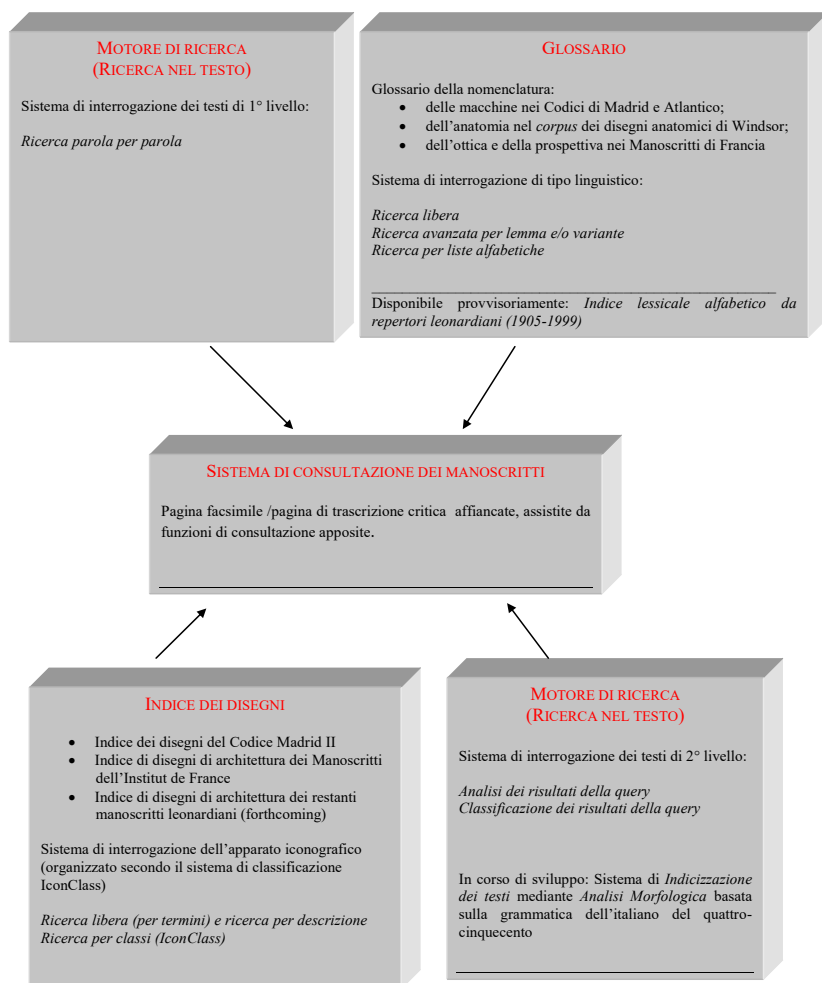 MOTORE DI RICERCA
(RICERCA NEL TESTO)
Sistema di interrogazione dei testi di 1° livello:
Ricerca parola per parola
GLOSSARIO
Glossario della nomenclatura:
• delle macchine nei Codici di Madrid e Atlantico;
• dell'anatomia nel corpus dei disegni anatomici di Windsor;
• dell'ottica e della prospettiva nei Manoscritti di Francia
Sistema di interrogazione di tipo linguistico:
Ricerca libera
Ricerca avanzata per lemma e/o variante
Ricerca per liste alfabetiche
Disponibile provvisoriamente: Indice lessicale alfabetico da
repertori leonardiani (1905-1999)
SISTEMA DI CONSULTAZIONE DEI MANOSCRITTI
Pagina facsimile /pagina di trascrizione critica affiancate, assistite da
funzioni di consultazione apposite.
INDICE DEI DISEGNI
• Indice dei disegni del Codice Madrid II
• Indice di disegni di architettura dei Manoscritti
dell'Institut de France
• Indice di disegni di architettura dei restanti
manoscritti leonardiani (forthcoming)
Sistema di interrogazione dell'apparato iconografico
(organizzato secondo il sistema di classificazione
IconClass)
Ricerca libera (per termini) e ricerca per descrizione
Ricerca per classi (IconClass)
MOTORE DI RICERCA
(RICERCA NEL TESTO)
Sistema di interrogazione dei testi di 2° livello:
Analisi dei risultati della query
Classificazione dei risultati della query
In corso di sviluppo: Sistema di Indicizzazione
dei testi mediante Analisi Morfologica basata
sulla grammatica dell'italiano del quattro-
cinquecento